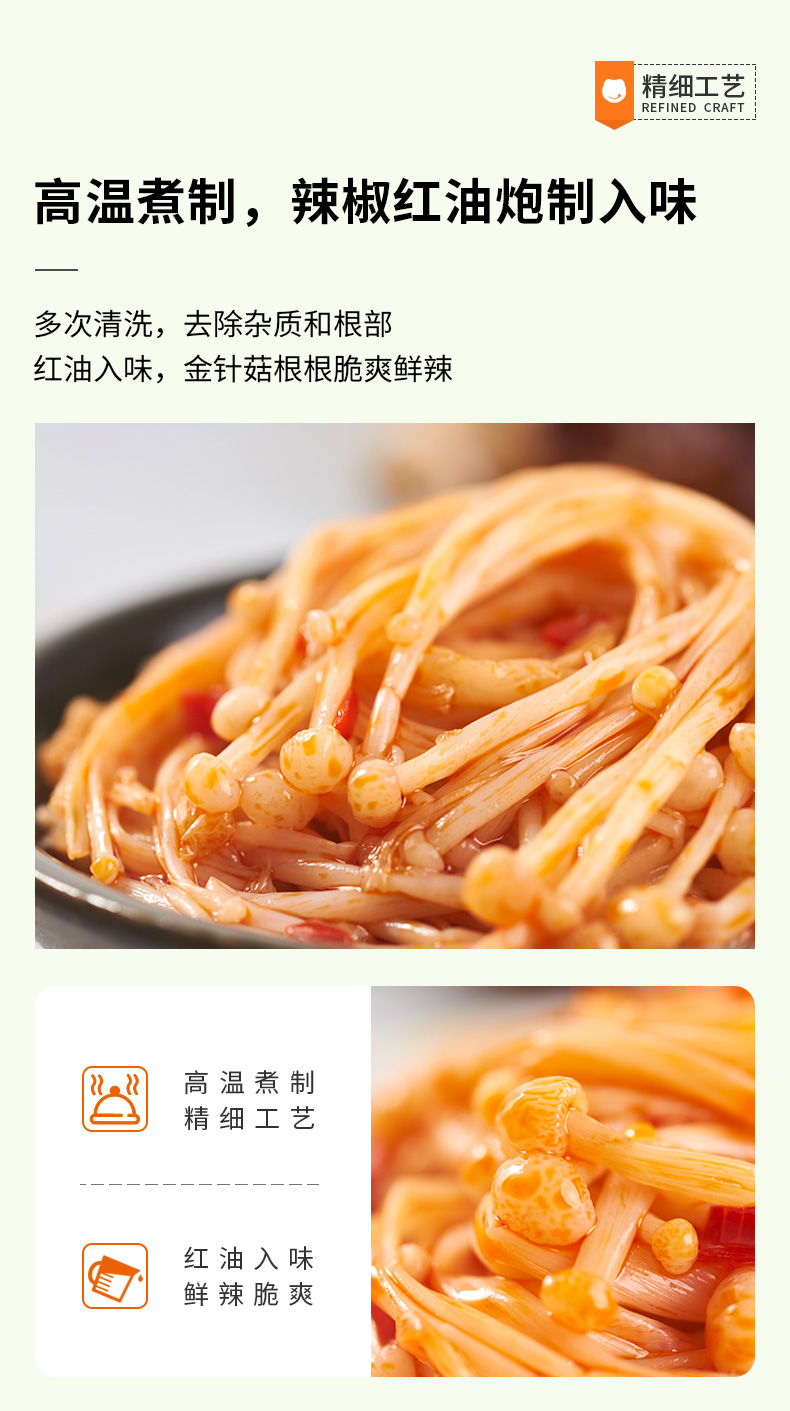 精细工艺
REFINED CRAFT
高温煮制，辣椒红油炮制入味
多次清洗，去除杂质和根部
红油入味，金针菇根根脆爽鲜辣
高温煮制
精细工艺
红油入味
鲜辣脆爽